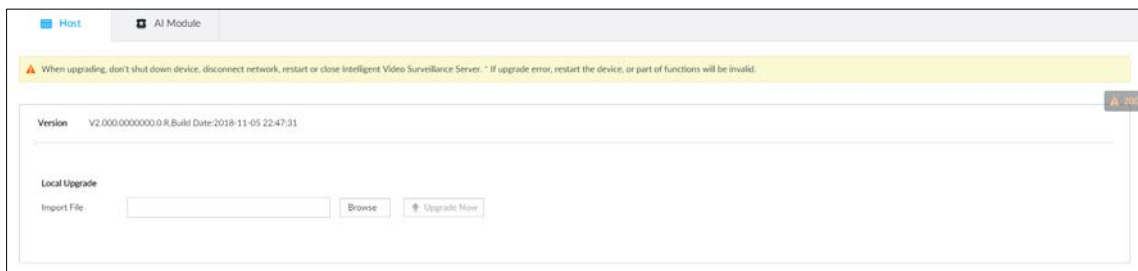 Host AI Module
When upgrading, don't shut down device, disconnect network, restart or close Intelligent Video Surveillance Server. * If upgrade error, restart the device, or part of functions will be invalid.
Version V2.000.0000000.0.R,Build Date:2018-11-05 22:47:31
Local Upgrade
Import File Browse Upgrade Now